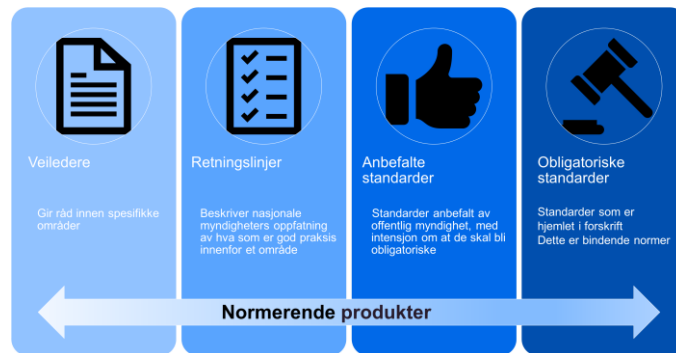 Veiledere
Gir råd innen spesifikke
områder
Retningslinjer
Beskriver nasjonale
myndigheters oppfatning
av hva som er god praksis
innenfor et område
Anbefalte
standarder
Standarder anbefalt av
offentlig myndighet, med
intensjon om at de skal bli
obligatoriske
Obligatoriske
standarder
Standarder som er
hjemlet i forskrift
Dette er bindende normer
Normerende produkter